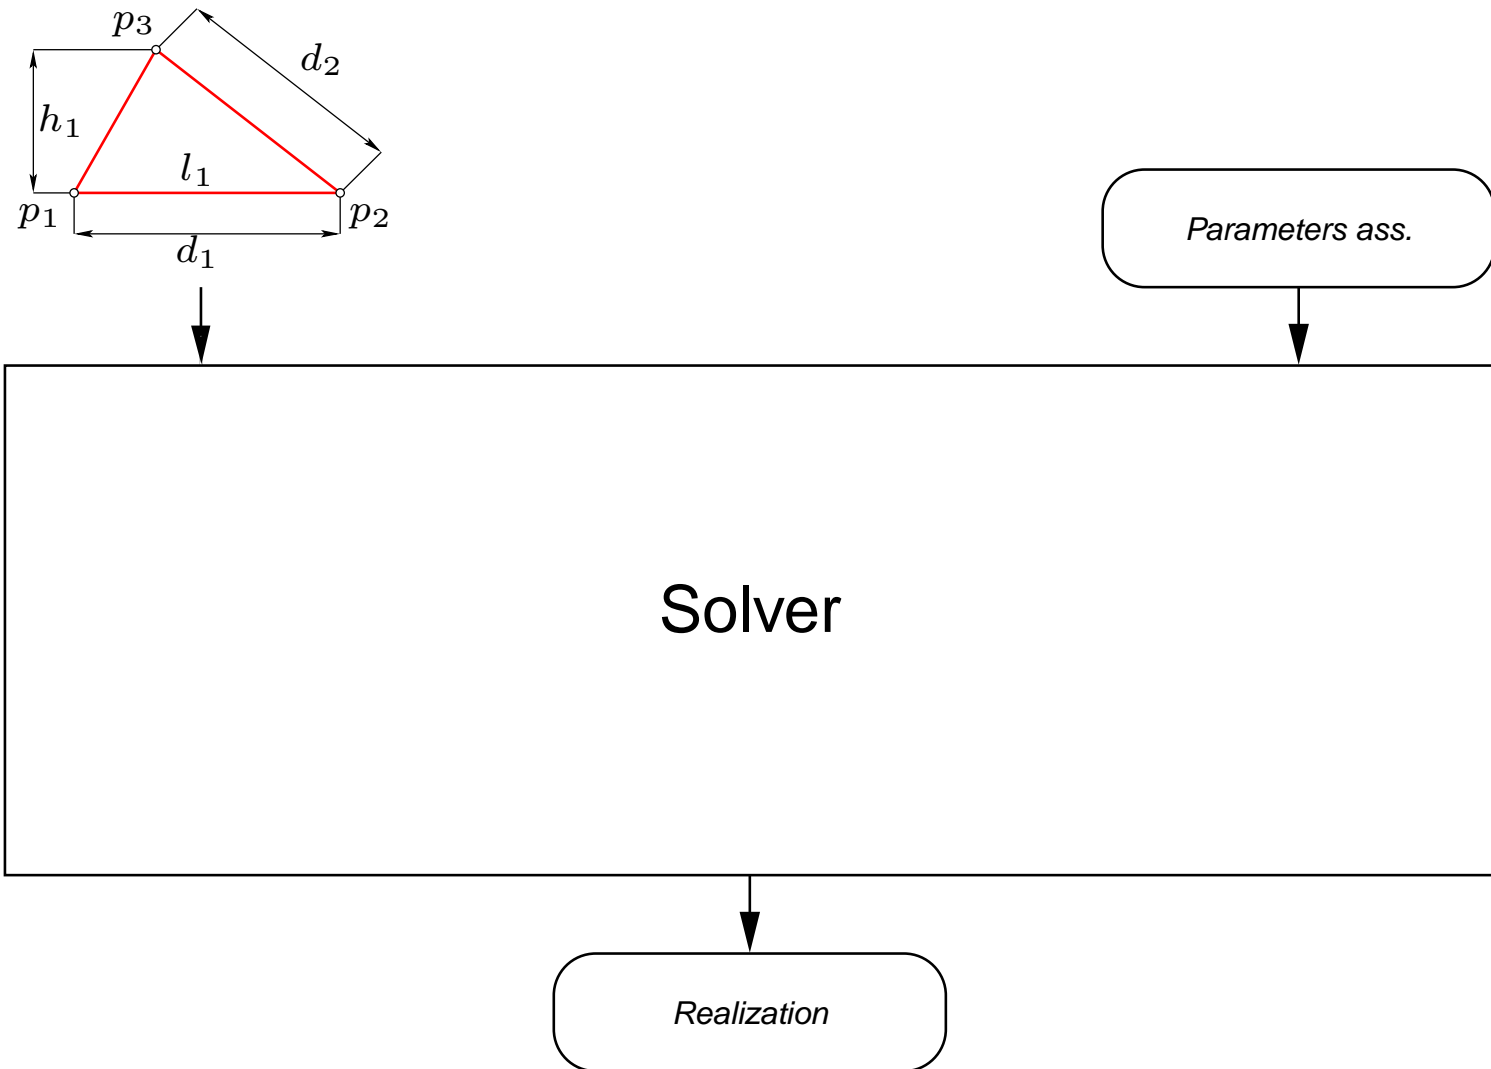 p₃
d₂
h₁
l₁
p₁
p₂
d₁
Parameters ass.
Solver
Realization